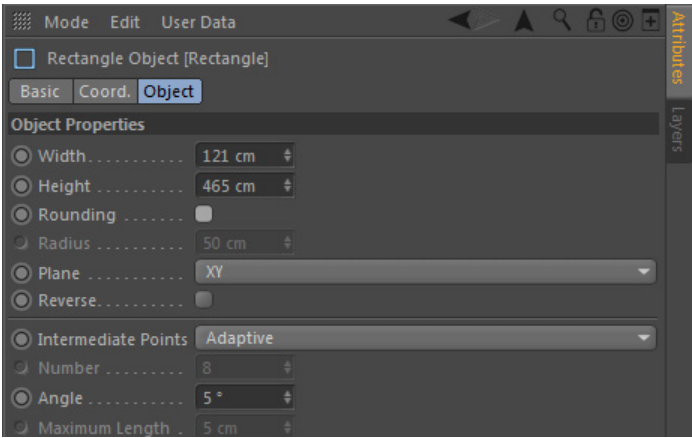 Mode Edit User Data
Rectangle Object [Rectangle]
Basic Coord. Object
Object Properties
Width........... 121 cm
Height.......... 465 cm
Rounding.......
Radius.......... 50 cm
Plane........... XY
Reverse..........
Intermediate Points Adaptive
Number......... 8
Angle........... 5 °
Maximum Length . 5 cm
Attributes
Layers